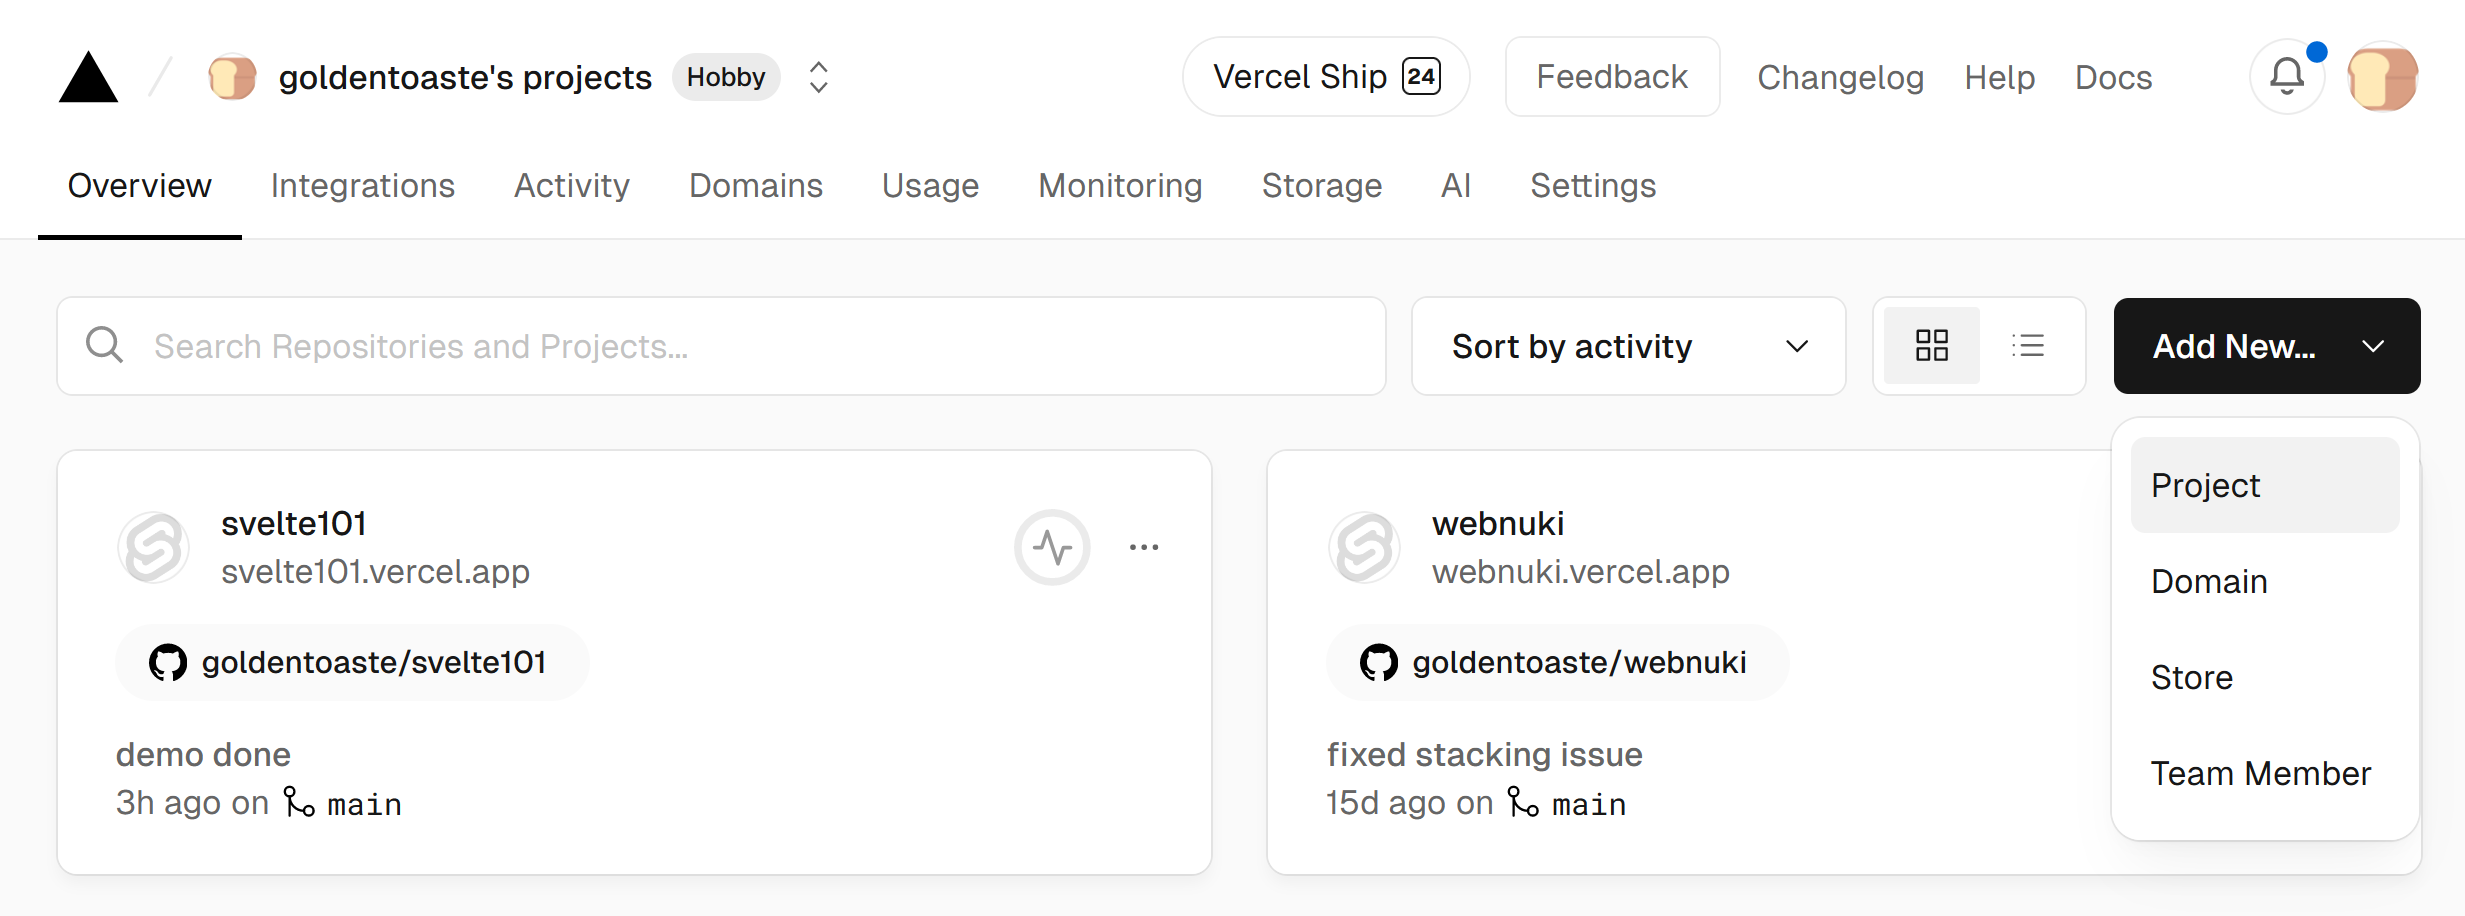 goldentoaste's projects Hobby Vercel Ship 24 Feedback Changelog Help Docs
Overview Integrations Activity Domains Usage Monitoring Storage AI Settings
Search Repositories and Projects... Sort by activity Add New...
svelte101
svelte101.vercel.app
goldentoaste/svelte101
demo done
3h ago on main
webnuki
webnuki.vercel.app
goldentoaste/webnuki
fixed stacking issue
15d ago on main
Project
Domain
Store
Team Member